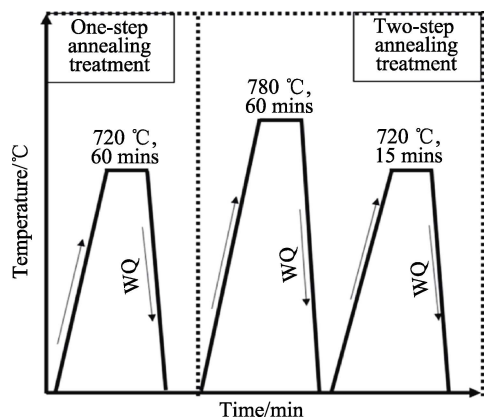 One-step
annealing
treatment
Two-step
annealing
treatment
720 ℃,
60 mins
780 ℃,
60 mins
720 ℃,
15 mins
WQ
WQ
WQ
Temperature/℃
Time/min